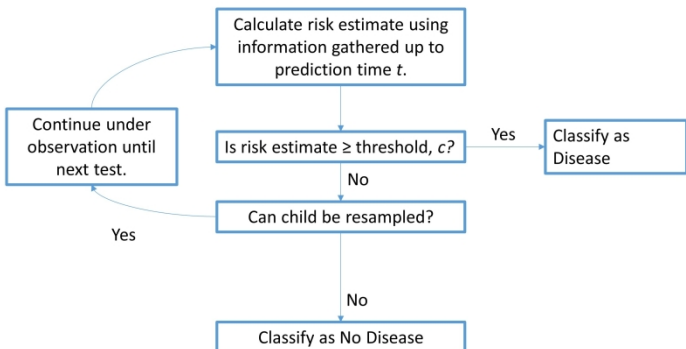 Calculate risk estimate using
information gathered up to
prediction time t.
Continue under
observation until
next test.
Is risk estimate ≥ threshold, c?
Yes
Classify as
Disease
No
Can child be resampled?
Yes
No
Classify as No Disease